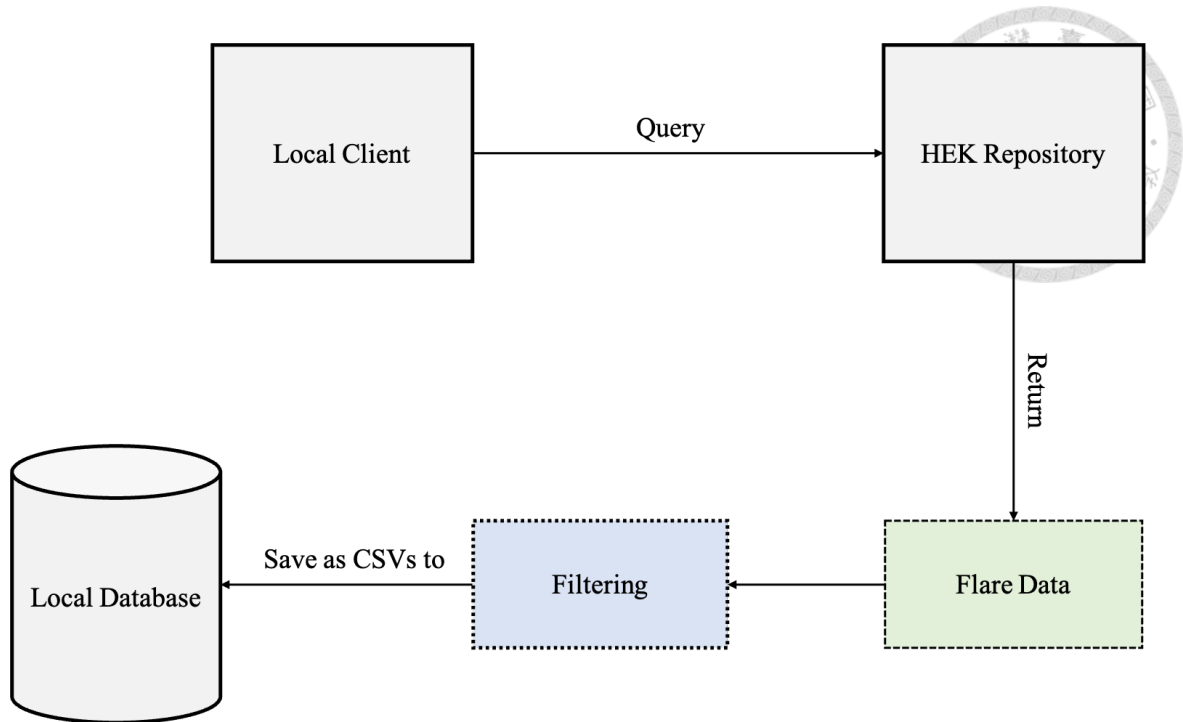 Local Client
Query
HEK Repository
Return
Flare Data
Filtering
Save as CSVs to
Local Database